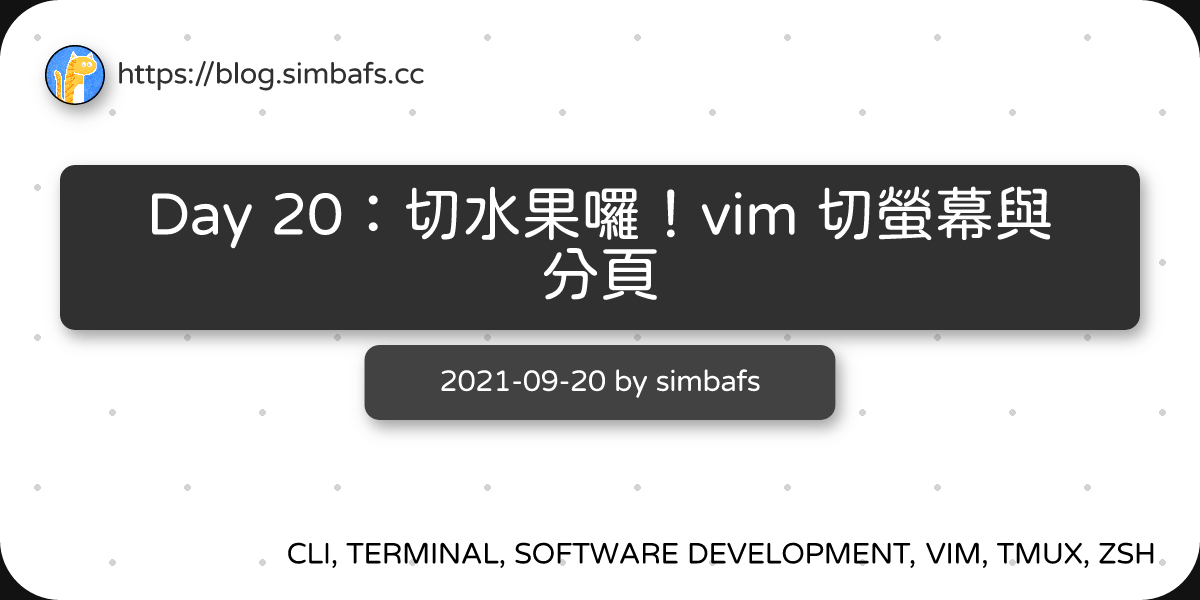 https://blog.simbafs.cc
Day 20：切水果囉！vim 切螢幕與
分頁
2021-09-20 by simbafs
CLI, TERMINAL, SOFTWARE DEVELOPMENT, VIM, TMUX, ZSH